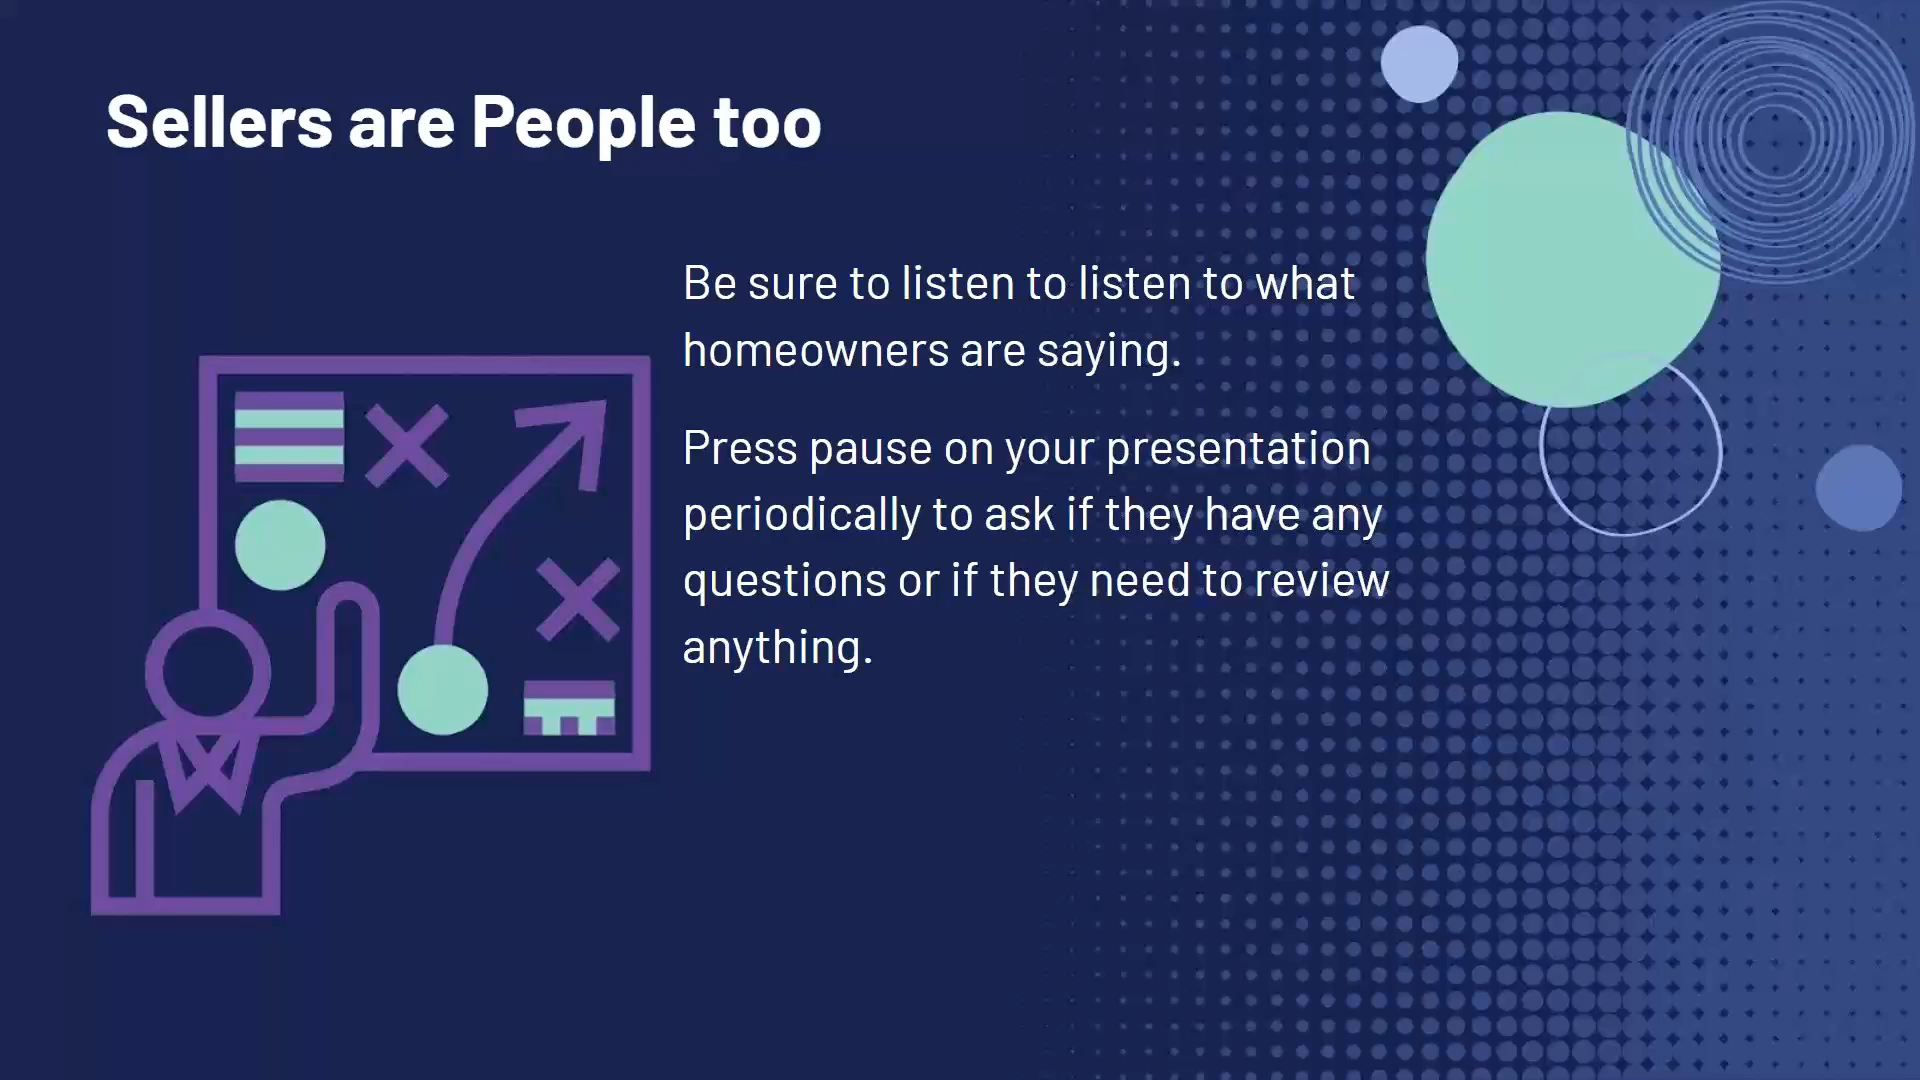 Sellers are People too
Be sure to listen to listen to what
homeowners are saying.
Press pause on your presentation
periodically to ask if they have any
questions or if they need to review
anything.